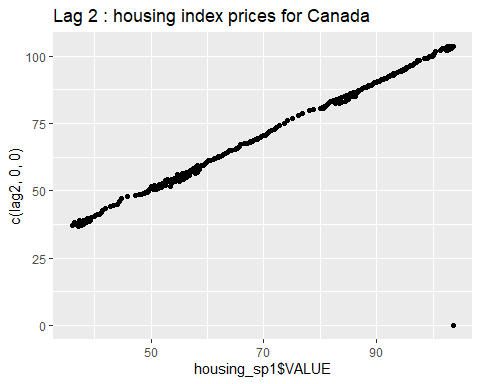 Lag 2 : housing index prices for Canada
c(lag2, 0, 0)
100
75
50
25
0
50
70
90
housing_sp1$VALUE